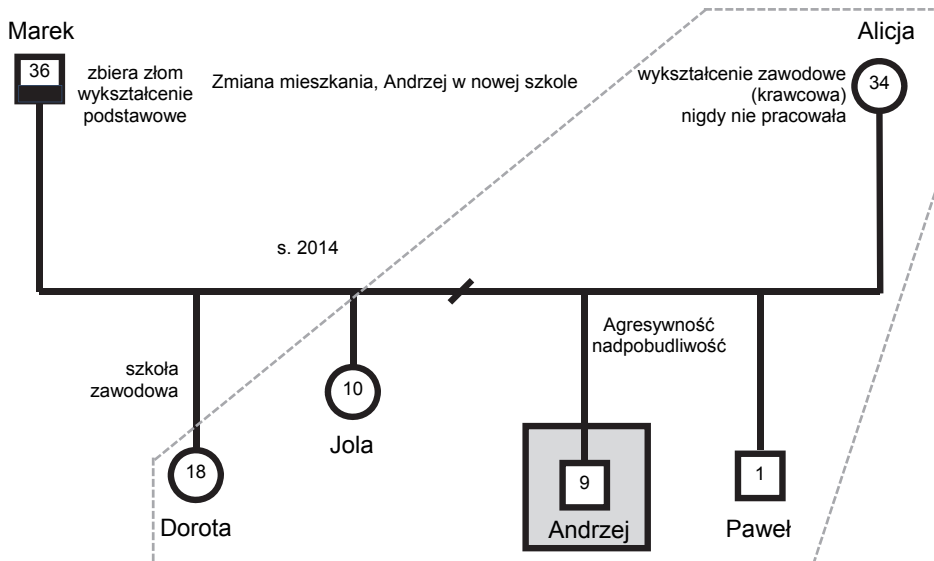 Marek
36
zbiera złom
wykształcenie
podstawowe
Zmiana mieszkania, Andrzej w nowej szkole
Alicja
wykształcenie zawodowe
(krawcowa)
nigdy nie pracowała
34
s. 2014
szkoła
zawodowa
18
Dorota
10
Jola
Agresywność
nadpobudliwość
9
Andrzej
1
Paweł